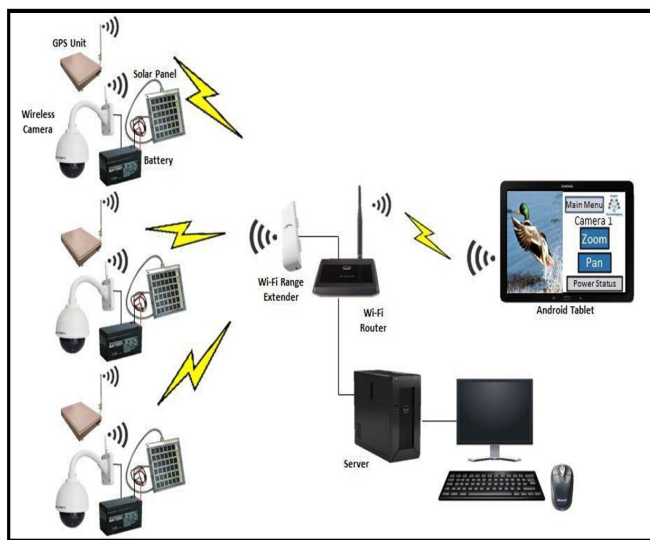 GPS Unit
Solar Panel
Wireless
Camera
Battery
Wi-Fi Range
Extender
Wi-Fi
Router
Main Menu
Camera 1
Zoom
Pan
Power Status
Android Tablet
Server